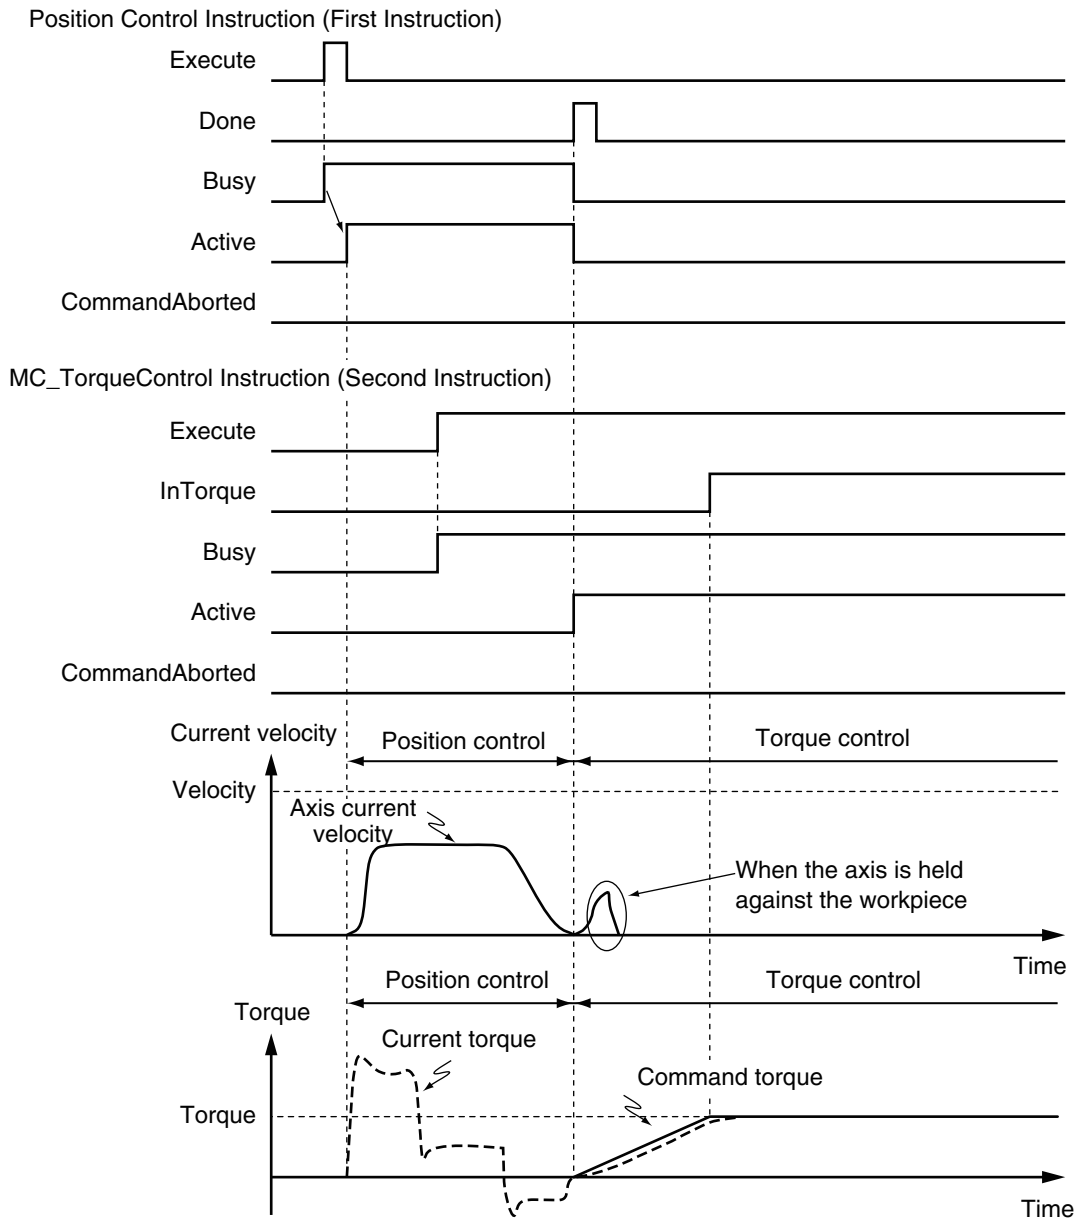 Position Control Instruction (First Instruction)
Execute
Done
Busy
Active
CommandAborted
MC_TorqueControl Instruction (Second Instruction)
Execute
InTorque
Busy
Active
CommandAborted
Current velocity
Position control
Torque control
Velocity
Axis current
velocity
When the axis is held
against the workpiece
Time
Position control
Torque control
Torque
Current torque
Command torque
Torque
Time